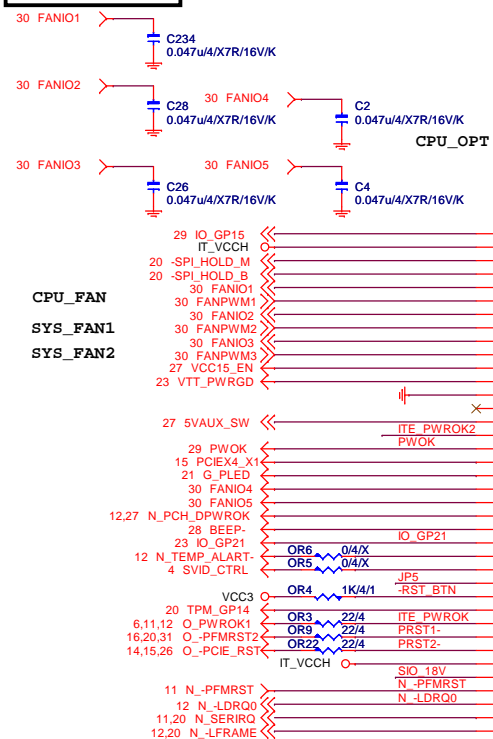 30 FANIO1
C234
0.047u/4/X7R/16V/K
30 FANIO2
C28
0.047u/4/X7R/16V/K
30 FANIO4
C2
0.047u/4/X7R/16V/K
CPU_OPT
30 FANIO3
C26
0.047u/4/X7R/16V/K
30 FANIO5
C4
0.047u/4/X7R/16V/K
29 IO_GP15
IT_VCCH
20 -SPI_HOLD_M
20 -SPI_HOLD_B
30 FANIO1
CPU_FAN
30 FANPWM1
30 FANIO2
SYS_FAN1
30 FANPWM2
30 FANIO3
SYS_FAN2
30 FANPWM3
27 VCC15_EN
23 VTT_PWRGD
27 5VAUX_SW
ITE_PWROK2
29 PWOK
PWOK
15 PCIEX4_X1
21 G_PLED
30 FANIO4
30 FANIO5
12,27 N_PCH_DPWROK
28 BEEP-
23 IO_GP21
IO_GP21
12 N_TEMP_ALART-
OR6 0/4/X
4 SVID_CTRL
OR5 0/4/X
JP5
VCC3
OR4 1K/4/1
-RST_BTN
20 TPM_GP14
6,11,12 O_PWROK1
OR3 22/4
ITE_PWROK
16,20,31 O_-PFMRST2
OR9 22/4
PRST1-
14,15,26 O_-PCIE_RST
OR22 22/4
PRST2-
IT_VCCH
SIO_18V
11 N_-PFMRST
N_-PFMRST
12 N_-LDRQ0
N_-LDRQ0
11,20 N_SERIRQ
12,20 N_-LFRAME